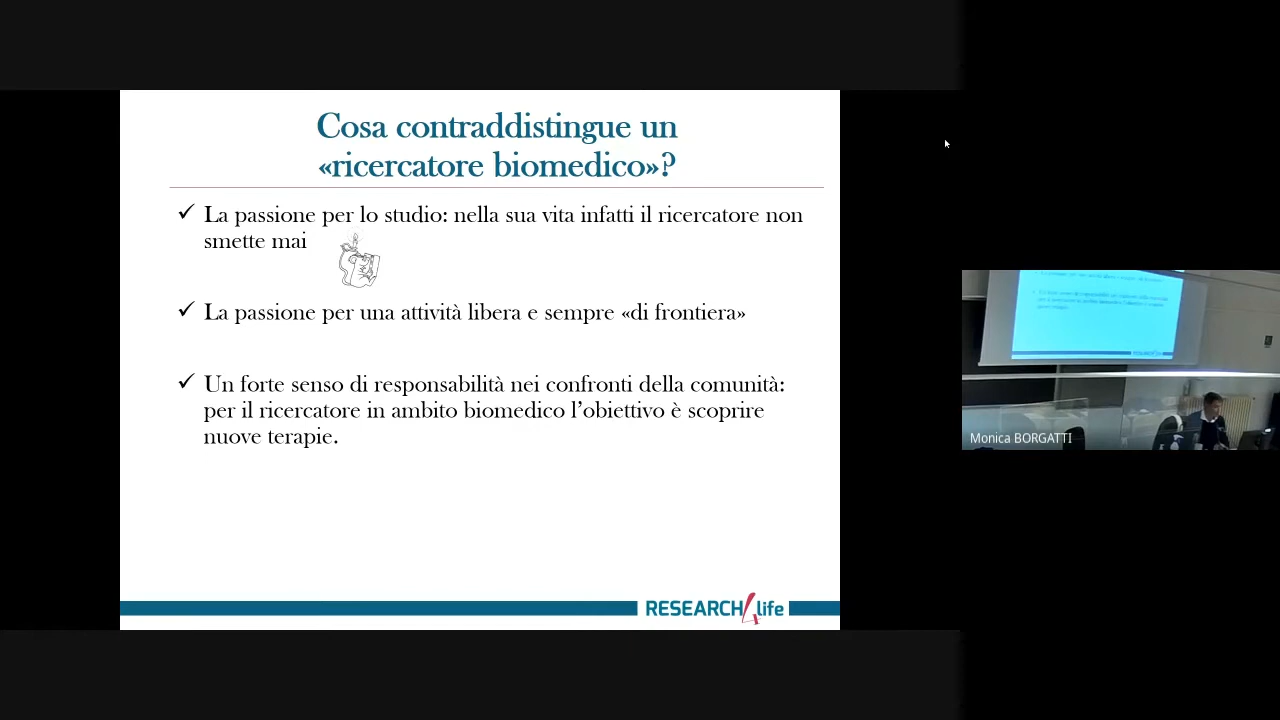 Cosa contraddistingue un
«ricercatore biomedico»?
✓ La passione per lo studio: nella sua vita infatti il ricercatore non
smette mai
✓ La passione per una attività libera e sempre «di frontiera»
✓ Un forte senso di responsabilità nei confronti della comunità:
per il ricercatore in ambito biomedico l’obiettivo è scoprire
nuove terapie.
RESEARCH4life
Monica BORGATTI